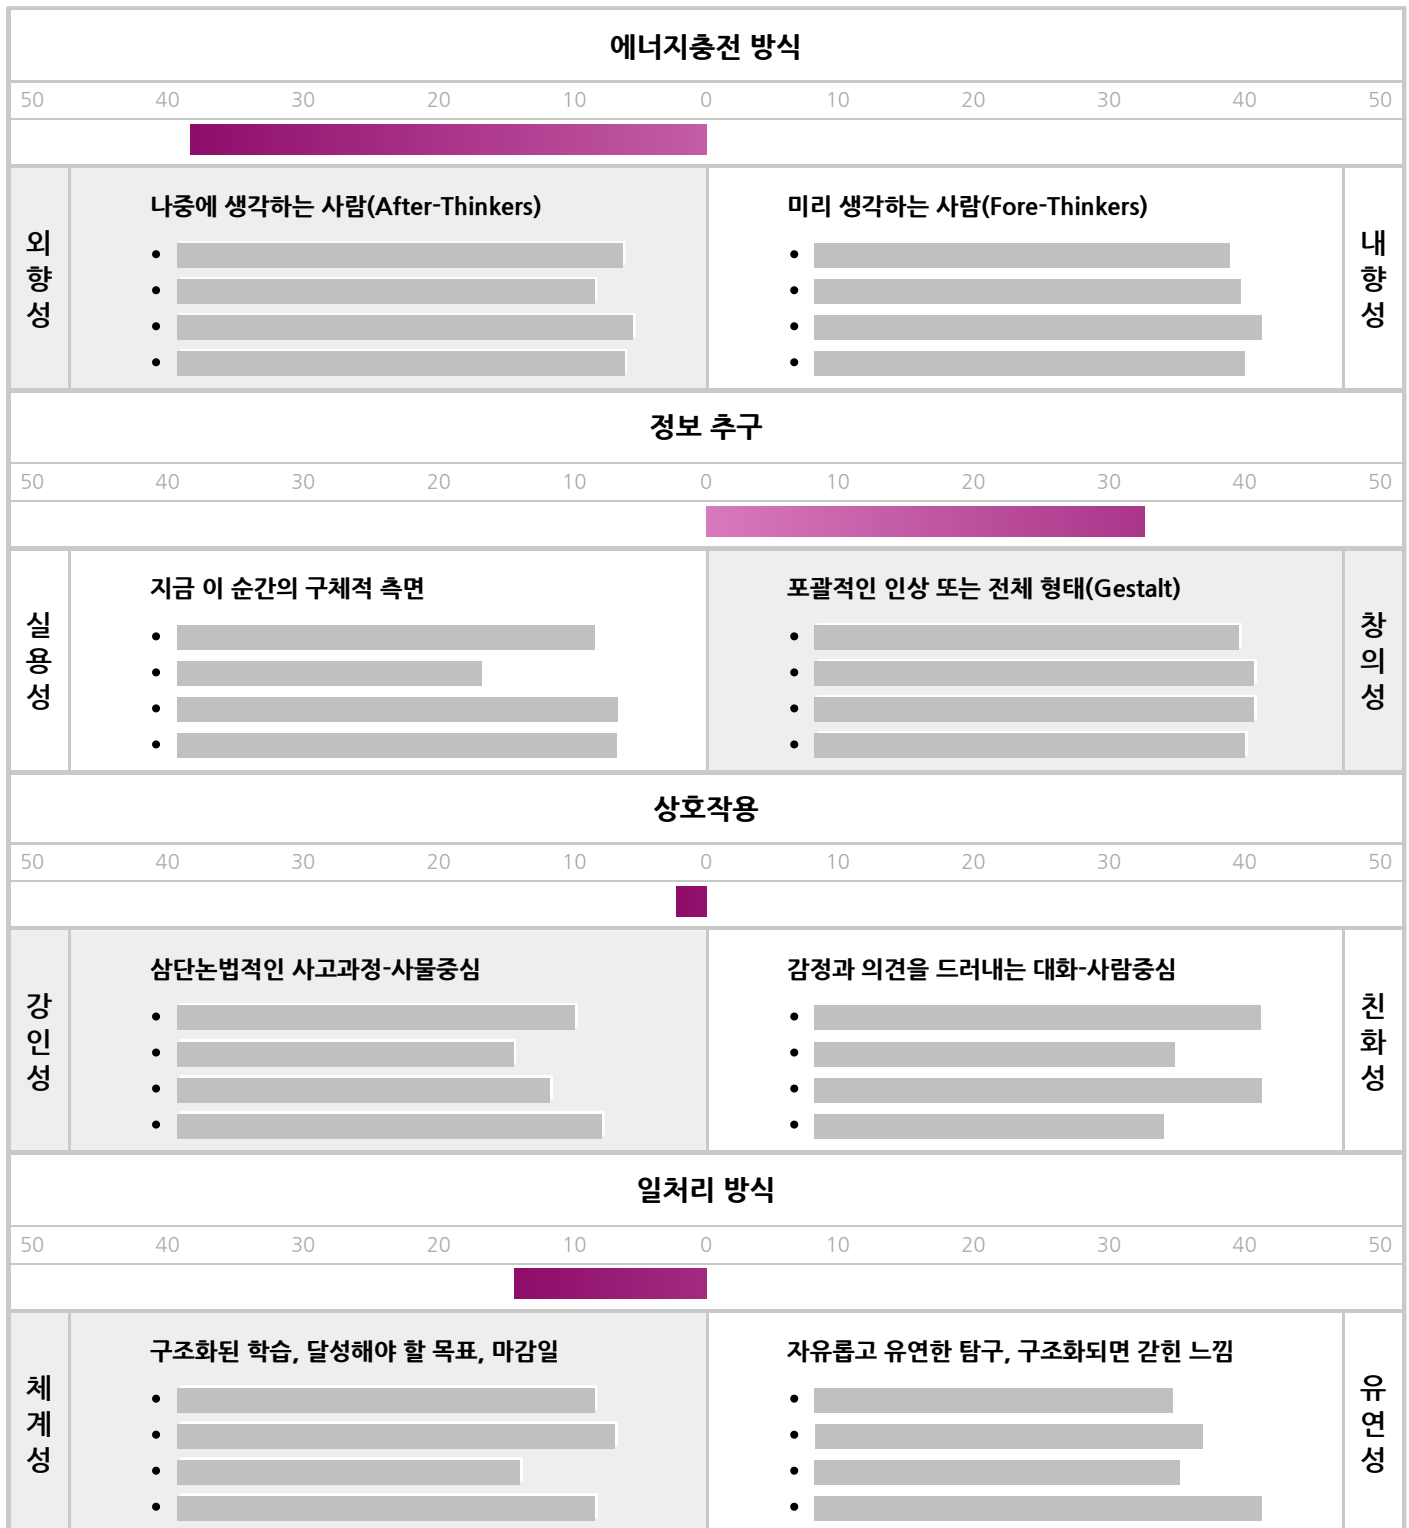 에너지충전 방식
50 40 30 20 10 0 10 20 30 40 50
외향성
나중에 생각하는 사람(After-Thinkers)
미리 생각하는 사람(Fore-Thinkers)
내향성
정보 추구
50 40 30 20 10 0 10 20 30 40 50
실용성
지금 이 순간의 구체적 측면
포괄적인 인상 또는 전체 형태(Gestalt)
창의성
상호작용
50 40 30 20 10 0 10 20 30 40 50
강인성
삼단논법적인 사고과정-사물중심
감정과 의견을 드러내는 대화-사람중심
친화성
일처리 방식
50 40 30 20 10 0 10 20 30 40 50
체계성
구조화된 학습, 달성해야 할 목표, 마감일
자유롭고 유연한 탐구, 구조화되면 갇힌 느낌
유연성